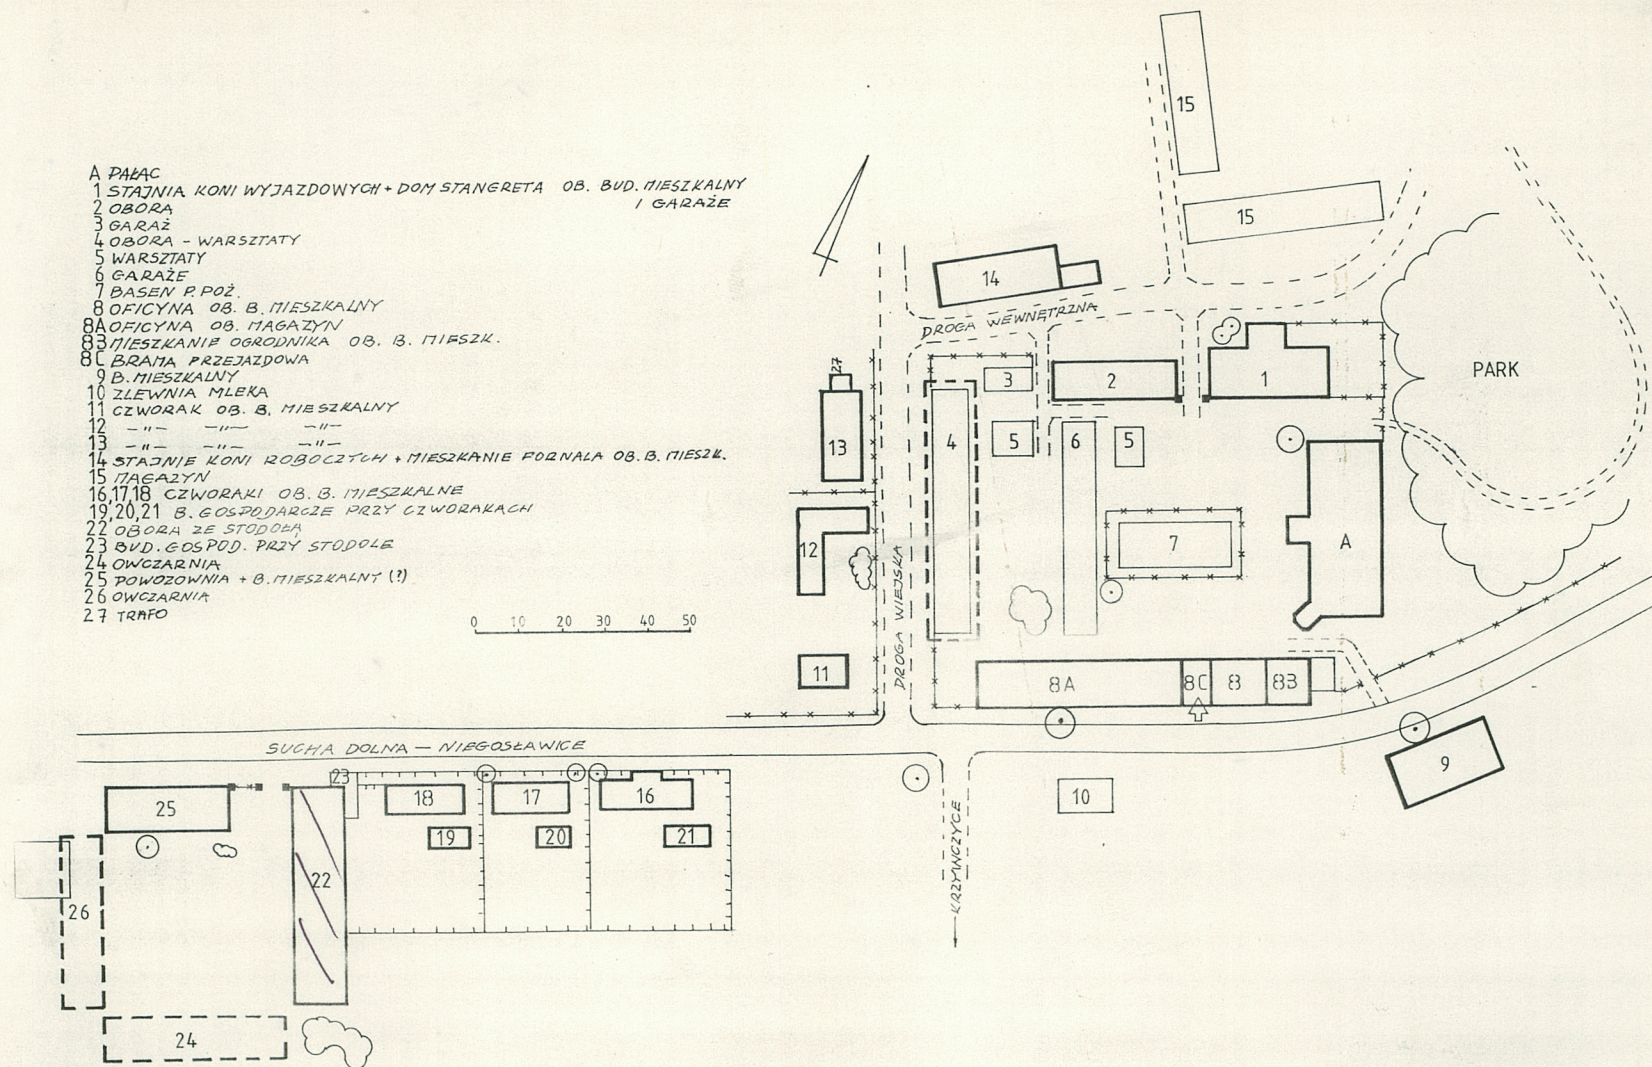 A PAŁAC
1 STAJNIA KONI WYJAZDOWYCH + DOM STANGRETA OB. BUD. MIESZKALNY
I GARAŻE
2 OBORA
3 GARAŻ
4 OBORA - WARSZTATY
5 WARSZTATY
6 GARAŻE
7 BASEN P. POŻ.
8 OFICYNA OB. B. MIESZKALNY
8A OFICYNA OB. MAGAZYN
8B MIESZKANIE OGRODNIKA OB. B. MIESZK.
8C BRAMA PRZEJAZDOWA
9 B. MIESZKALNY
10 ZLEWNIA MLEKA
11 CZWORAK OB. B. MIESZKALNY
12 —"— —"— —"—
13 —"— —"— —"—
14 STAJNIE KONI ROBOCZYCH + MIESZKANIE FORNALA OB. B. MIESZK.
15 MAGAZYN
16,17,18 CZWORAKI OB. B. MIESZKALNE
19,20,21 B. GOSPODARCZE PRZY CZWORAKACH
22 OBORA ZE STODOŁĄ
23 BUD. GOSPOD. PRZY STODOLE
24 OWCZARNIA
25 POWOZOWNIA + B. MIESZKALNY (?)
26 OWCZARNIA
27 TRAFO
0 10 20 30 40 50
15
15
14
DROGA WEWNĘTRZNA
27
3
2
1
PARK
13
4
5
6
5
12
7
A
DROGA WIEJSKA
11
8A
8C
8
8B
SUCHA DOLNA — NIEGOSŁAWICE
9
23
25
18
17
16
10
19
20
21
KRZYWCZYCE
22
26
24